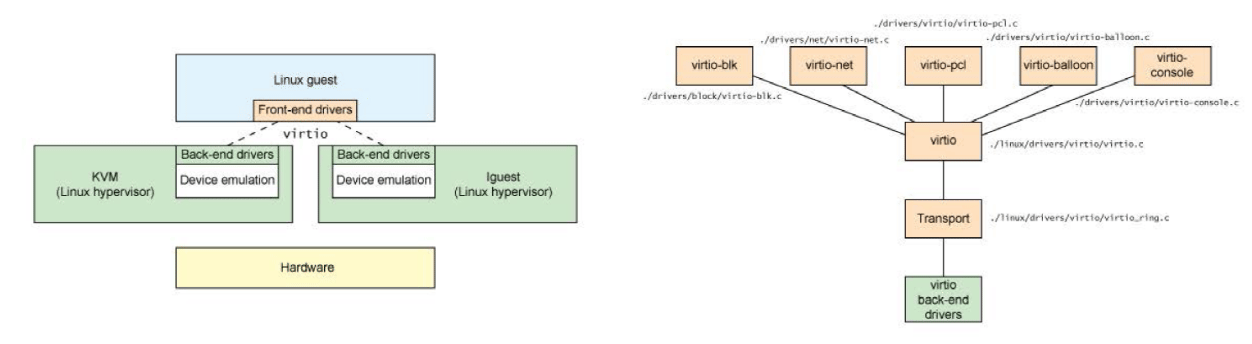 Linux guest
Front-end drivers
virtio
Back-end drivers
Device emulation
KVM
(Linux hypervisor)
Back-end drivers
Device emulation
lguest
(Linux hypervisor)
Hardware
./drivers/virtio/virtio-pcl.c
./drivers/net/virtio-net.c
./drivers/virtio/virtio-balloon.c
virtio-blk
virtio-net
virtio-pcl
virtio-balloon
virtio-
console
./drivers/block/virtio-blk.c
./drivers/virtio/virtio-console.c
virtio
./linux/drivers/virtio/virtio.c
Transport
./linux/drivers/virtio/virtio_ring.c
virtio
back-end
drivers